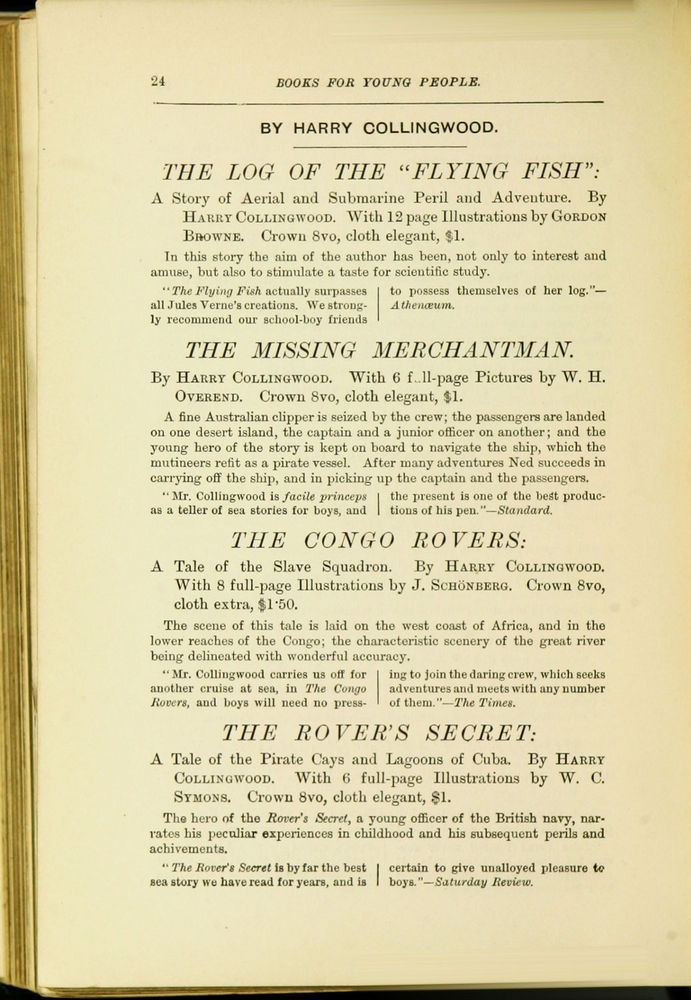 24
BOOKS FOR YOUNG PEOPLE.
BY HARRY COLLINGWOOD.
THE LOG OF THE "FLYING FISH":
A Story of Aerial and Submarine Peril and Adventure. By
HARRY COLLINGWOOD. With 12 page Illustrations by GORDON
BROWNE. Crown 8vo, cloth elegant, $1.
In this story the aim of the author has been, not only to interest and
amuse, but also to stimulate a taste for scientific study.
"The Flying Fish actually surpasses
all Jules Verne's creations. We strong-
ly recommend our school-boy friends
to possess themselves of her log."—
Athenæum.
THE MISSING MERCHANTMAN.
By HARRY COLLINGWOOD. With 6 f..ll-page Pictures by W. H.
OVEREND. Crown 8vo, cloth elegant, $1.
A fine Australian clipper is seized by the crew; the passengers are landed
on one desert island, the captain and a junior officer on another; and the
young hero of the story is kept on board to navigate the ship, which the
mutineers refit as a pirate vessel. After many adventures Ned succeeds in
carrying off the ship, and in picking up the captain and the passengers.
"Mr. Collingwood is facile princeps
as a teller of sea stories for boys, and
the present is one of the best produc-
tions of his pen."—Standard.
THE CONGO ROVERS:
A Tale of the Slave Squadron. By HARRY COLLINGWOOD.
With 8 full-page Illustrations by J. SCHÖNBERG. Crown 8vo,
cloth extra, $1·50.
The scene of this tale is laid on the west coast of Africa, and in the
lower reaches of the Congo; the characteristic scenery of the great river
being delineated with wonderful accuracy.
"Mr. Collingwood carries us off for
another cruise at sea, in The Congo
Rovers, and boys will need no press-
ing to join the daring crew, which seeks
adventures and meets with any number
of them."—The Times.
THE ROVER'S SECRET:
A Tale of the Pirate Cays and Lagoons of Cuba. By HARRY
COLLINGWOOD. With 6 full-page Illustrations by W. C.
SYMONS. Crown 8vo, cloth elegant, $1.
The hero of the Rover's Secret, a young officer of the British navy, nar-
rates his peculiar experiences in childhood and his subsequent perils and
achivements.
"The Rover's Secret is by far the best
sea story we have read for years, and is
certain to give unalloyed pleasure to
boys."—Saturday Review.